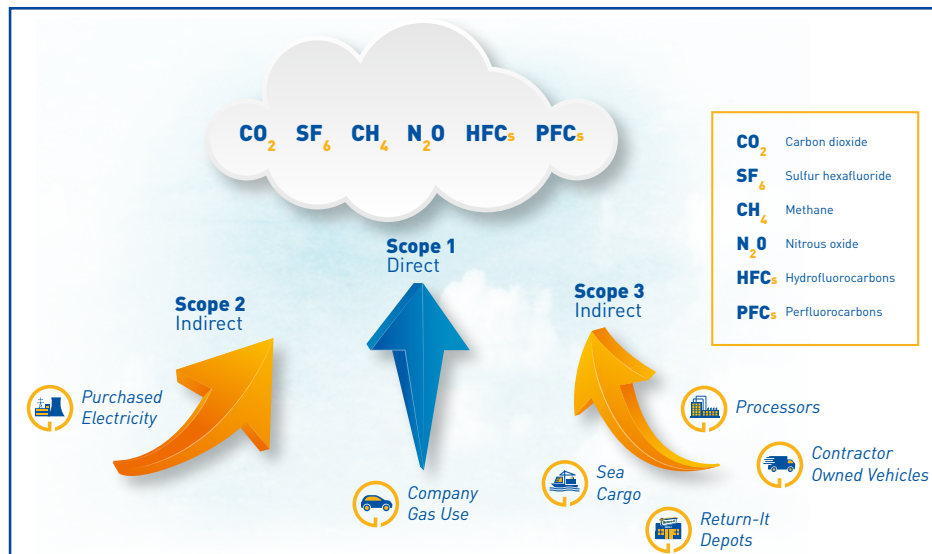 CO₂ SF₆ CH₄ N₂O HFCs PFCs
CO₂ Carbon dioxide
SF₆ Sulfur hexafluoride
CH₄ Methane
N₂O Nitrous oxide
HFCs Hydrofluorocarbons
PFCs Perfluorocarbons
Scope 1
Direct
Scope 2
Indirect
Scope 3
Indirect
Purchased
Electricity
Company
Gas Use
Processors
Contractor
Owned Vehicles
Sea
Cargo
Return-It
Depots